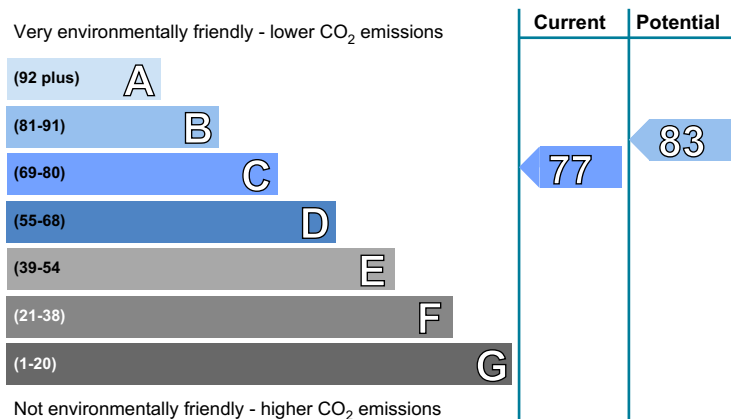 Very environmentally friendly - lower CO₂ emissions
Current
Potential
(92 plus) A
(81-91) B
(69-80) C
(55-68) D
(39-54 E
(21-38) F
(1-20) G
77
83
Not environmentally friendly - higher CO₂ emissions